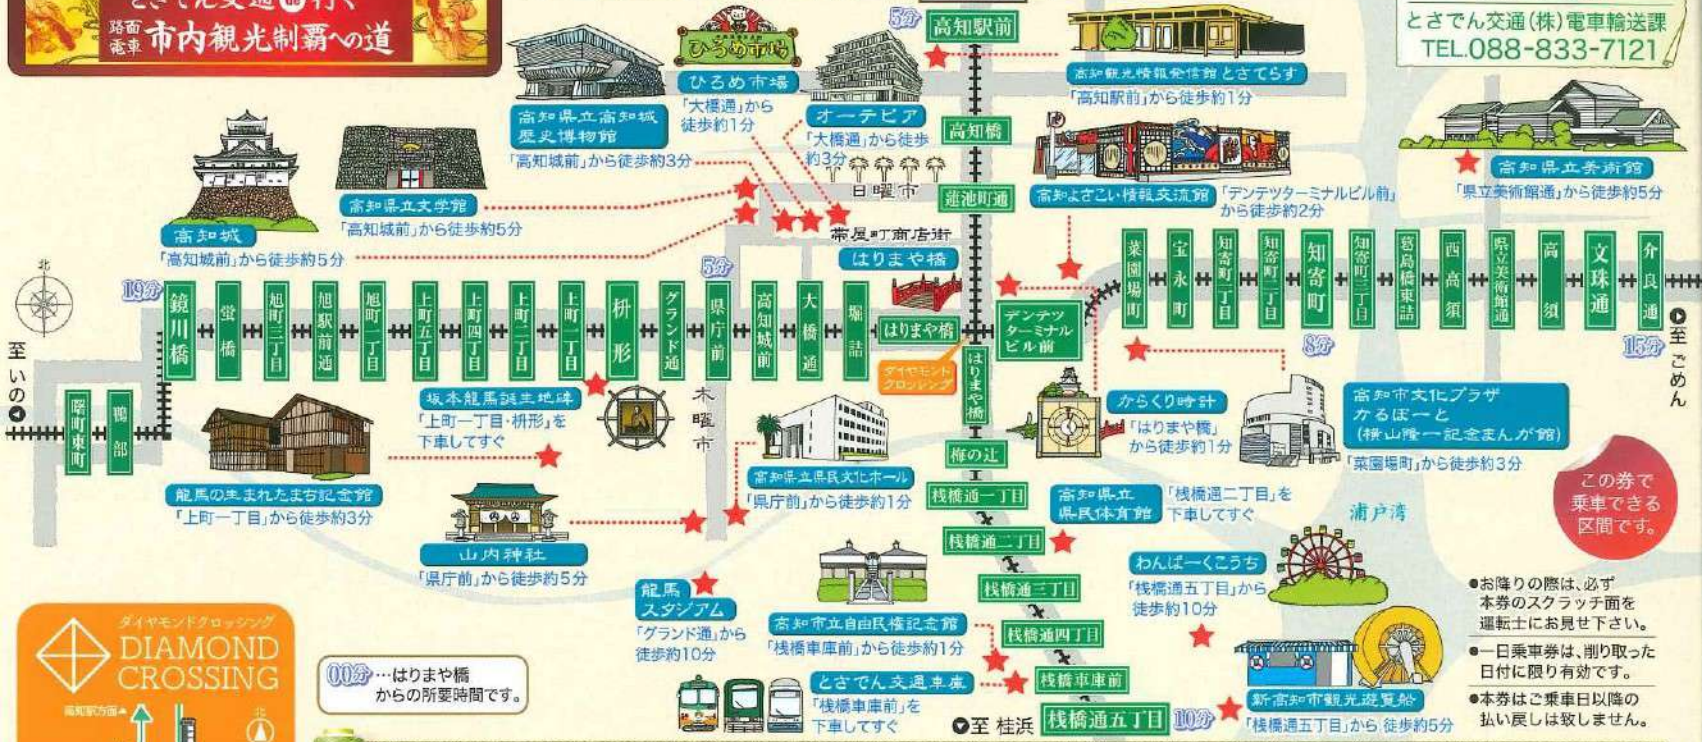 とさでん交通で行く
路面電車 市内観光制覇への道
とさでん交通(株)電車輸送課
TEL.088-833-7121
5分
高知駅前
高知観光情報発信館とさてらす
「高知駅前」から徒歩約1分
高知県立高知城
歴史博物館
「高知城前」から徒歩約3分
ひろめ市場
ひろめ市場
「大橋通」から
徒歩約1分
オーテピア
「大橋通」から徒歩
約3分
日曜市
高知橋
蓮池町通
高知よさこい情報交流館
「デンテツターミナルビル前」
から徒歩約2分
高知県立美術館
「県立美術館通」から徒歩約5分
高知県立文学館
「高知城前」から徒歩約5分
高知城
「高知城前」から徒歩約5分
帯屋町商店街
はりまや橋
北
至 いの
19分
鏡川橋
蛍橋
旭町三丁目
旭駅前通
旭町一丁目
上町五丁目
上町四丁目
上町二丁目
上町一丁目
枡形
グランド通
5分
県庁前
高知城前
大橋通
堀詰
はりまや橋
デンテツ
ターミナル
ビル前
ダイヤモンド
クロッシング
菜園場町
宝永町
知寄町一丁目
知寄町二丁目
知寄町
8分
知寄町三丁目
葛島橋東詰
西高須
県立美術館通
高須
文珠通
介良通
15分
至 ごめん
曙町東町
鴨部
坂本龍馬誕生地碑
「上町一丁目・枡形」を
下車してすぐ
木曜市
龍馬の生まれたまち記念館
「上町一丁目」から徒歩約3分
山内神社
「県庁前」から徒歩約5分
高知県立県民文化ホール
「県庁前」から徒歩約1分
はりまや橋
梅の辻
桟橋通一丁目
桟橋通二丁目
桟橋通三丁目
桟橋通四丁目
桟橋車庫前
桟橋通五丁目
10分
至 桂浜
からくり時計
「はりまや橋」
から徒歩約1分
高知市文化プラザ
かるぽーと
(横山隆一記念まんが館)
「菜園場町」から徒歩約3分
高知県立
県民体育館
「桟橋通二丁目」を
下車してすぐ
浦戸湾
この券で
乗車できる
区間です。
わんぱーくこうち
「桟橋通五丁目」から
徒歩約10分
龍馬
スタジアム
「グランド通」から
徒歩約10分
高知市立自由民権記念館
「桟橋車庫前」から徒歩約1分
とさでん交通車庫
「桟橋車庫前」を
下車してすぐ
新高知市観光遊覧船
「桟橋通五丁目」から 徒歩約5分
●お降りの際は、必ず
本券のスクラッチ面を
運転士にお見せ下さい。
●一日乗車券は、削り取った
日付に限り有効です。
●本券はご乗車日以降の
払い戻しは致しません。
ダイヤモンドクロッシング
DIAMOND
CROSSING
高知駅方面
北
00分…はりまや橋
からの所要時間です。